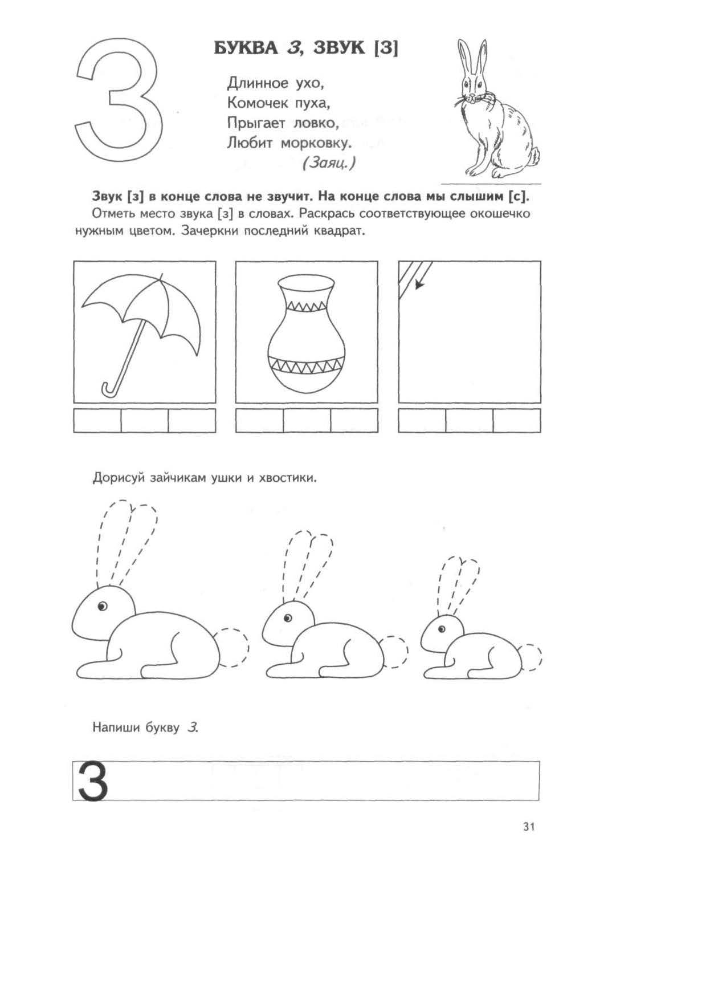 З
БУКВА З, ЗВУК [З]
Длинное ухо,
Комочек пуха,
Прыгает ловко,
Любит морковку.
(Заяц.)
Звук [з] в конце слова не звучит. На конце слова мы слышим [с].
Отметь место звука [з] в словах. Раскрась соответствующее окошечко
нужным цветом. Зачеркни последний квадрат.
Дорисуй зайчикам ушки и хвостики.
Напиши букву З.
З
31